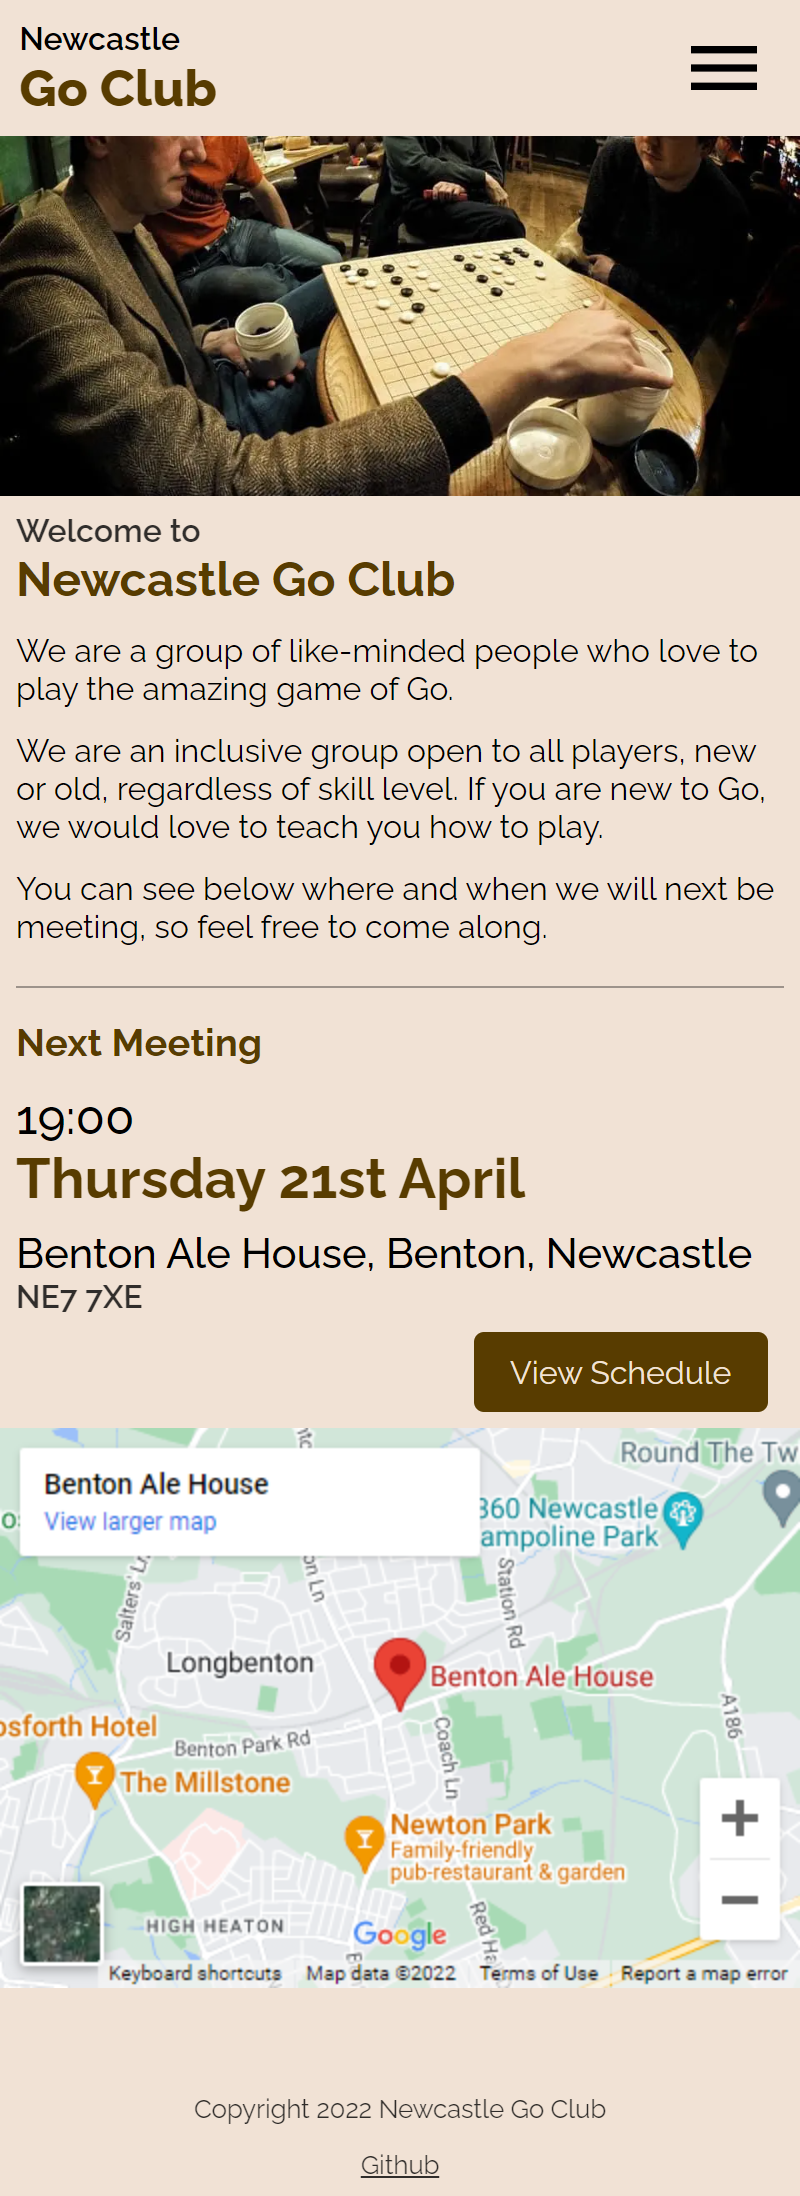 Newcastle
Go Club
Welcome to
Newcastle Go Club
We are a group of like-minded people who love to
play the amazing game of Go.
We are an inclusive group open to all players, new
or old, regardless of skill level. If you are new to Go,
we would love to teach you how to play.
You can see below where and when we will next be
meeting, so feel free to come along.
Next Meeting
19:00
Thursday 21st April
Benton Ale House, Benton, Newcastle
NE7 7XE
View Schedule
Round The Tw
Benton Ale House
View larger map
360 Newcastle
ampoline Park
Salters' Ln
on Ln
Station Rd
Longbenton
Benton Ale House
A186
osforth Hotel
Benton Park Rd
Coach Ln
The Millstone
Newton Park
Family-friendly
pub-restaurant & garden
HIGH HEATON
Google
Red Ha
Keyboard shortcuts
Map data ©2022
Terms of Use
Report a map error
Copyright 2022 Newcastle Go Club
Github